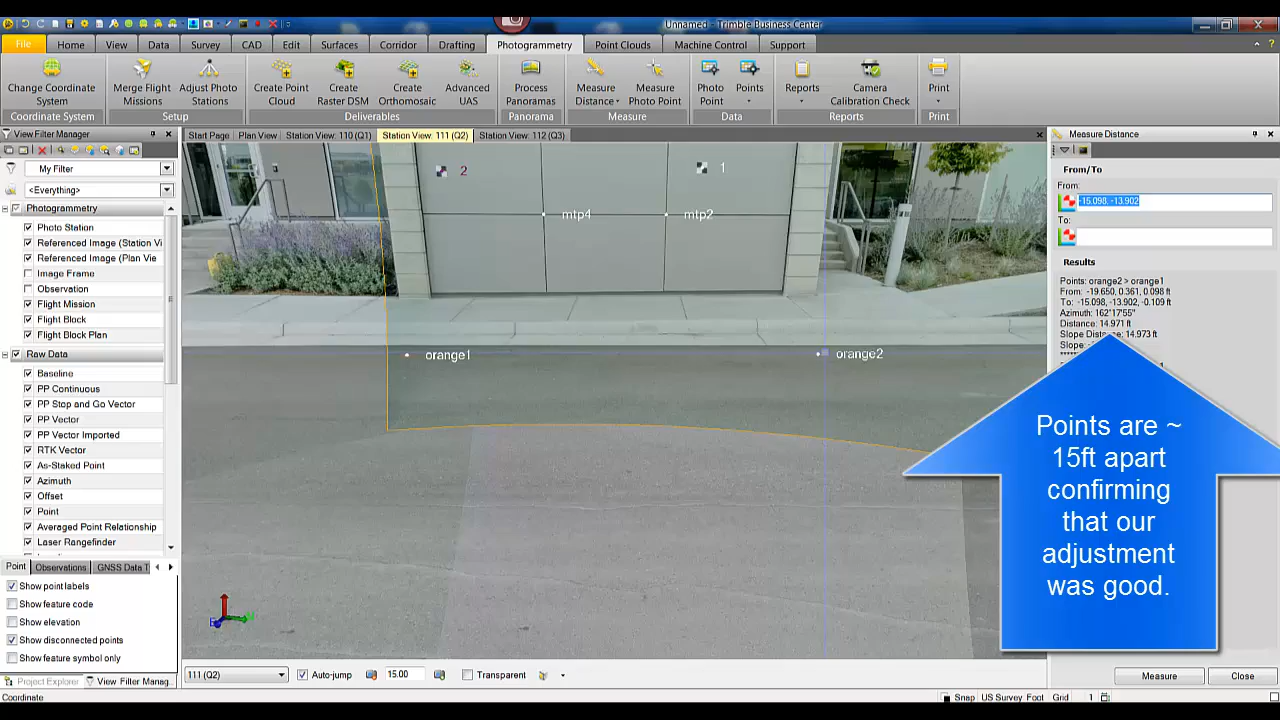 Unnamed - Trimble Business Center
File Home View Data Survey CAD Edit Surfaces Corridor Drafting Photogrammetry Point Clouds Machine Control Support
Change Coordinate System
Merge Flight Missions
Adjust Photo Stations
Create Point Cloud
Create Raster DSM
Create Orthomosaic
Advanced UAS
Process Panoramas
Measure Distance
Measure Photo Point
Photo Point
Points
Reports
Camera Calibration Check
Print
Coordinate System Setup Deliverables Panorama Measure Data Reports Print
View Filter Manager
Start Page Plan View Station View: 110 (Q1) Station View: 111 (Q2) Station View: 112 (Q3)
My Filter
<Everything>
Photogrammetry
Photo Station
Referenced Image (Station Vi
Referenced Image (Plan Vie
Image Frame
Observation
Flight Mission
Flight Block
Flight Block Plan
Raw Data
Baseline
PP Continuous
PP Stop and Go Vector
PP Vector
PP Vector Imported
RTK Vector
As-Staked Point
Azimuth
Offset
Point
Averaged Point Relationship
Laser Rangefinder
Point Observations GNSS Data T
Show point labels
Show feature code
Show elevation
Show disconnected points
Show feature symbol only
Project Explorer View Filter Manag...
2
1
mtp4
mtp2
orange1
orange2
111 (Q2) Auto-jump 15.00 Transparent
Measure Distance
From/To
From:
-15.098, -13.902
To:
Results
Points: orange2 > orange1
From: -19.650, 0.361, 0.098 ft
To: -15.098, -13.902, -0.109 ft
Azimuth: 162°17'55"
Distance: 14.971 ft
Slope Distance: 14.973 ft
Slope: -
Points are ~
15ft apart
confirming
that our
adjustment
was good.
Measure Close
Coordinate
Snap US Survey Foot Grid 1